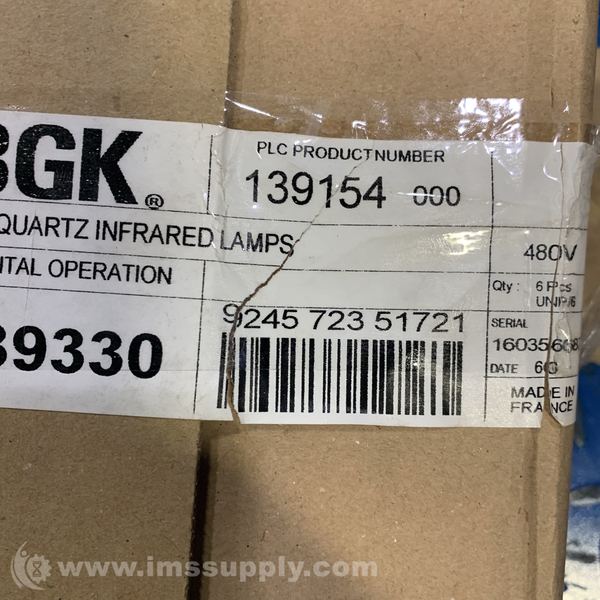 BGK®
PLC PRODUCT NUMBER
139154 000
QUARTZ INFRARED LAMPS
480V
ITAL OPERATION
Qty : 6 Pcs
39330
9245 723 51721
SERIAL
DATE
MADE IN
FRANCE
www.imssupply.com